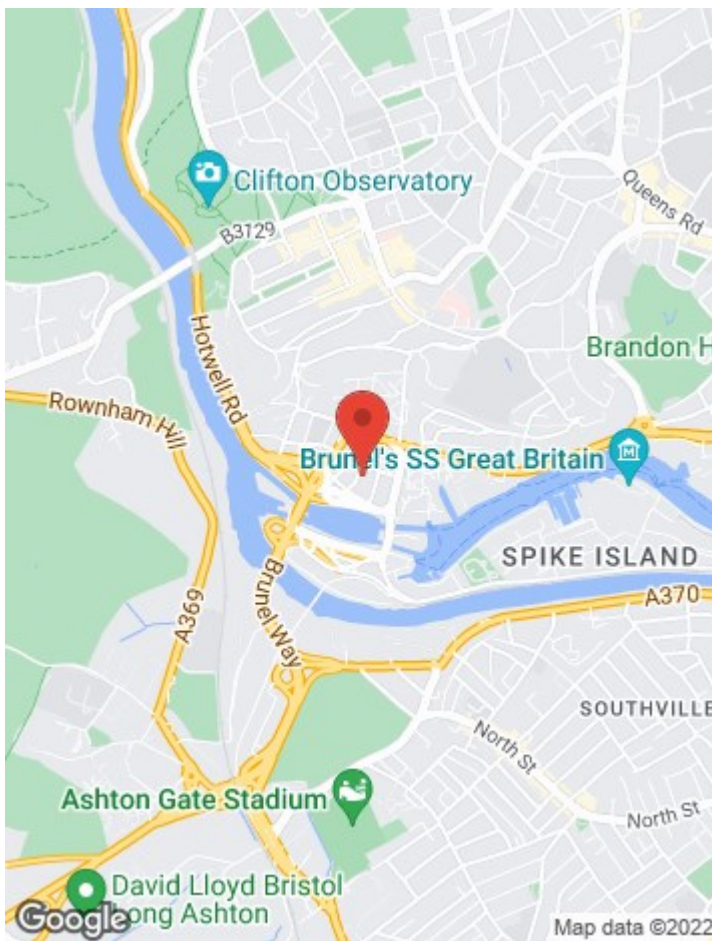 Clifton Observatory
Queens Rd
B3129
Hotwell Rd
Brandon H
Rownham Hill
Brunel's SS Great Britain
SPIKE ISLAND
A370
Brunel Way
A369
SOUTHVILLE
North St
Ashton Gate Stadium
North St
David Lloyd Bristol
Long Ashton
Google
Map data ©2022